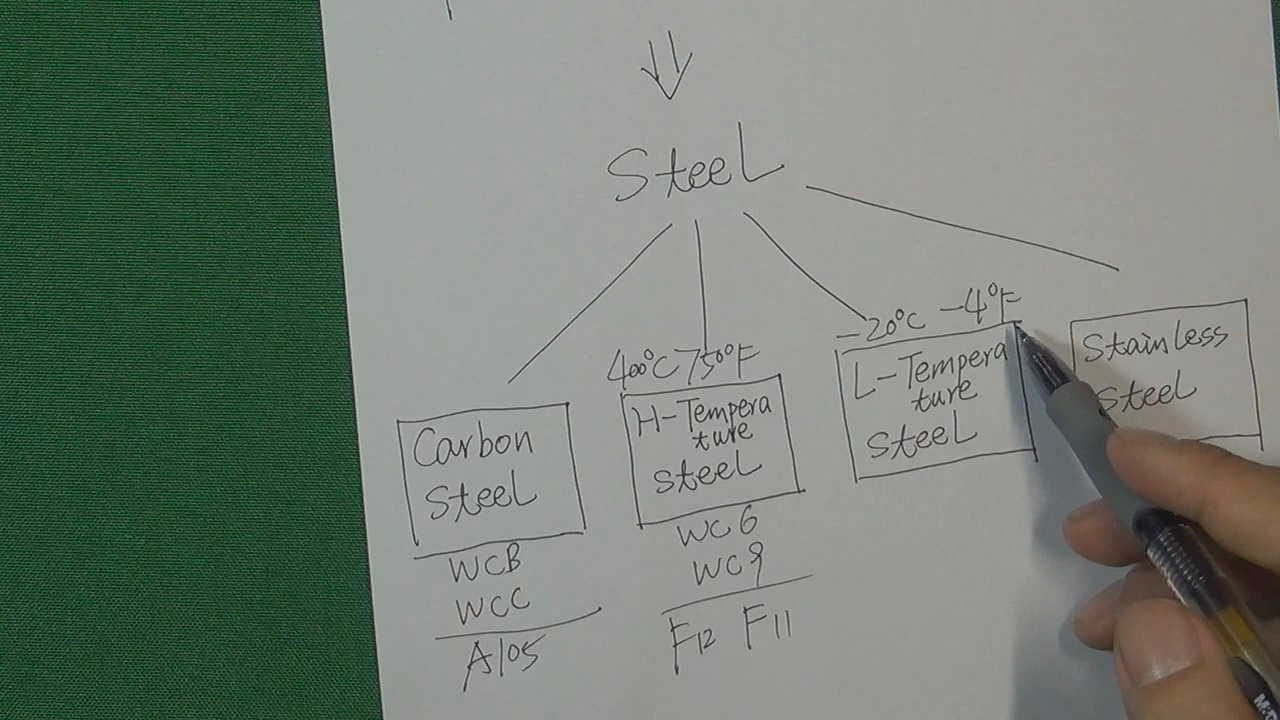 Steel
Carbon
Steel
WCB
WCC
A105
400°C 750°F
H-Tempera
ture
Steel
WC6
WC9
F12 F11
-20°C -4°F
L-Tempera
ture
Steel
Stainless
Steel